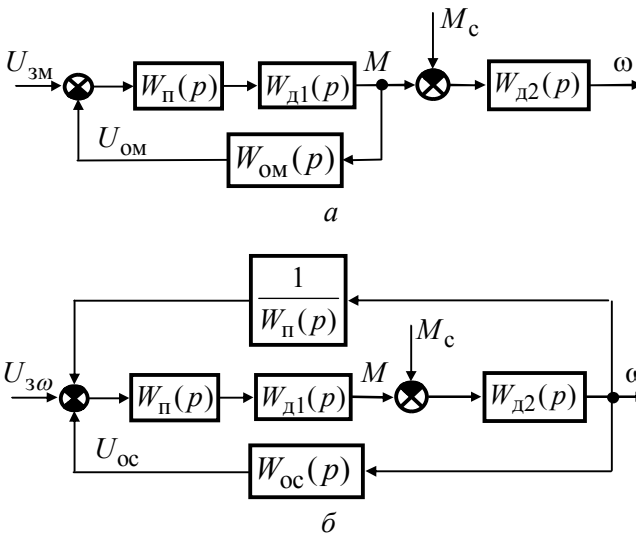 M_c
U_зм
W_п(p)
W_д1(p)
M
W_д2(p)
ω
U_ом
W_ом(p)
а
1
W_п(p)
M_c
U_зω
W_п(p)
W_д1(p)
M
W_д2(p)
ω
U_ос
W_ос(p)
б